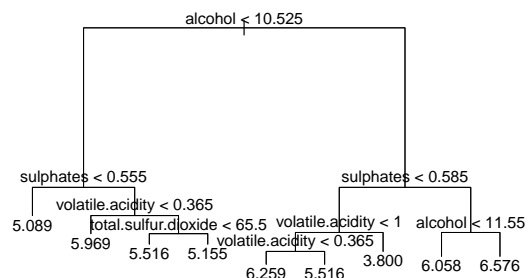 alcohol < 10.525
sulphates < 0.555
sulphates < 0.585
volatile.acidity < 0.365
5.089
total.sulfur.dioxide < 65.5
volatile.acidity < 1
alcohol < 11.55
5.969
5.516
5.155
volatile.acidity < 0.365
3.800
6.058
6.576
6.259
5.516